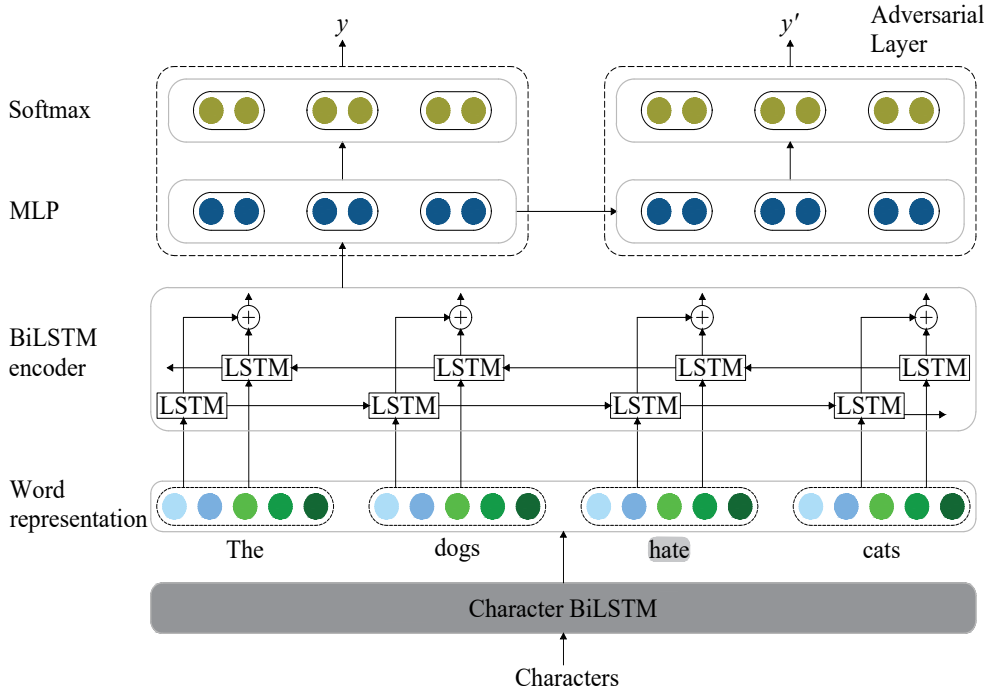 y
y′
Adversarial
Layer
Softmax
MLP
BiLSTM
encoder
+ + + +
LSTM LSTM LSTM LSTM
LSTM LSTM LSTM LSTM
Word
representation
The dogs hate cats
Character BiLSTM
Characters